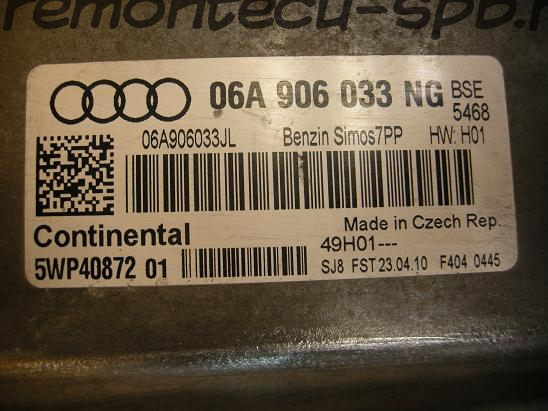 remontecu-spb.r
06A 906 033 NG BSE
5468
06A906033JL Benzin Simos7PP HW: H01
Made in Czech Rep.
Continental 49H01---
5WP40872 01 SJ8 FST 23.04.10 F404 0445